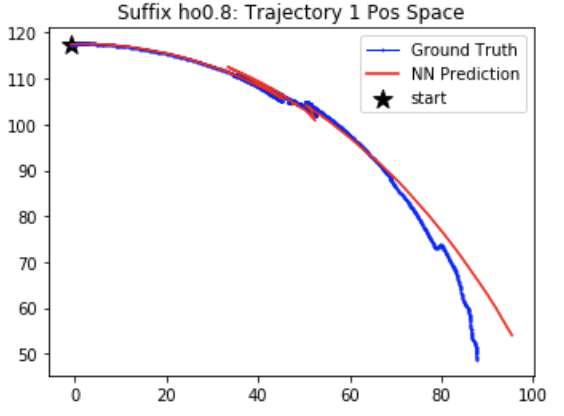 Suffix ho0.8: Trajectory 1 Pos Space
Ground Truth
NN Prediction
start
120
110
100
90
80
70
60
50
0 20 40 60 80 100